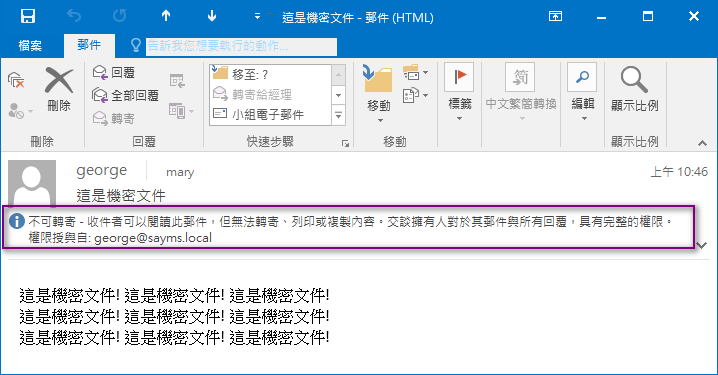 這是機密文件 - 郵件 (HTML)
檔案 郵件 告訴我您想要執行的動作...
回覆 移至: ?
全部回覆 轉寄給經理
刪除 轉寄 小組電子郵件 移動 標籤 中文繁簡轉換 編輯 顯示比例
刪除 回覆 快速步驟 移動 顯示比例
george mary 上午 10:46
這是機密文件
不可轉寄 - 收件者可以閱讀此郵件，但無法轉寄、列印或複製內容。交談擁有人對於其郵件與所有回覆，具有完整的權限。
權限授與自: george@sayms.local
這是機密文件! 這是機密文件! 這是機密文件!
這是機密文件! 這是機密文件! 這是機密文件!
這是機密文件! 這是機密文件! 這是機密文件!